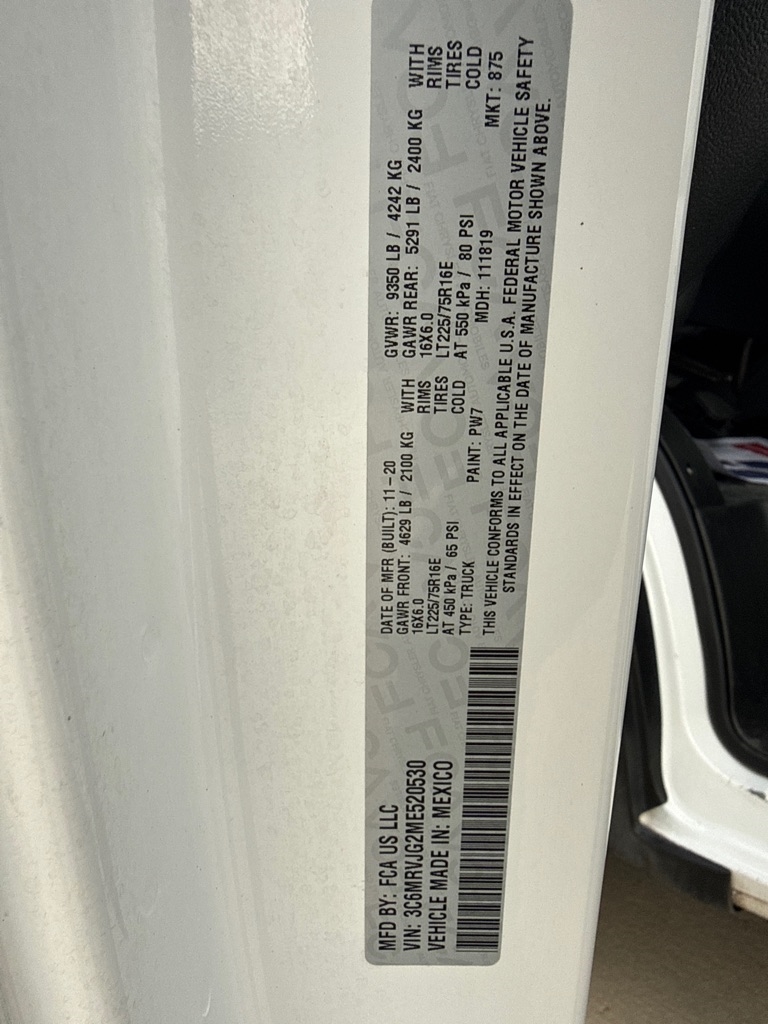 MFD BY: FCA US LLC
VIN: 3C6MRVJG2ME520530
VEHICLE MADE IN: MEXICO
DATE OF MFR (BUILT): 11-20
GVWR: 9350 LB / 4242 KG
GAWR FRONT: 4629 LB / 2100 KG WITH
16X6.0 RIMS
LT225/75R16E TIRES
AT 450 kPa / 65 PSI COLD
GAWR REAR: 5291 LB / 2400 KG WITH
16X6.0 RIMS
LT225/75R16E TIRES
AT 550 kPa / 80 PSI COLD
TYPE: TRUCK PAINT: PW7 MDH: 111819 MKT: 875
THIS VEHICLE CONFORMS TO ALL APPLICABLE U.S.A. FEDERAL MOTOR VEHICLE SAFETY
STANDARDS IN EFFECT ON THE DATE OF MANUFACTURE SHOWN ABOVE.